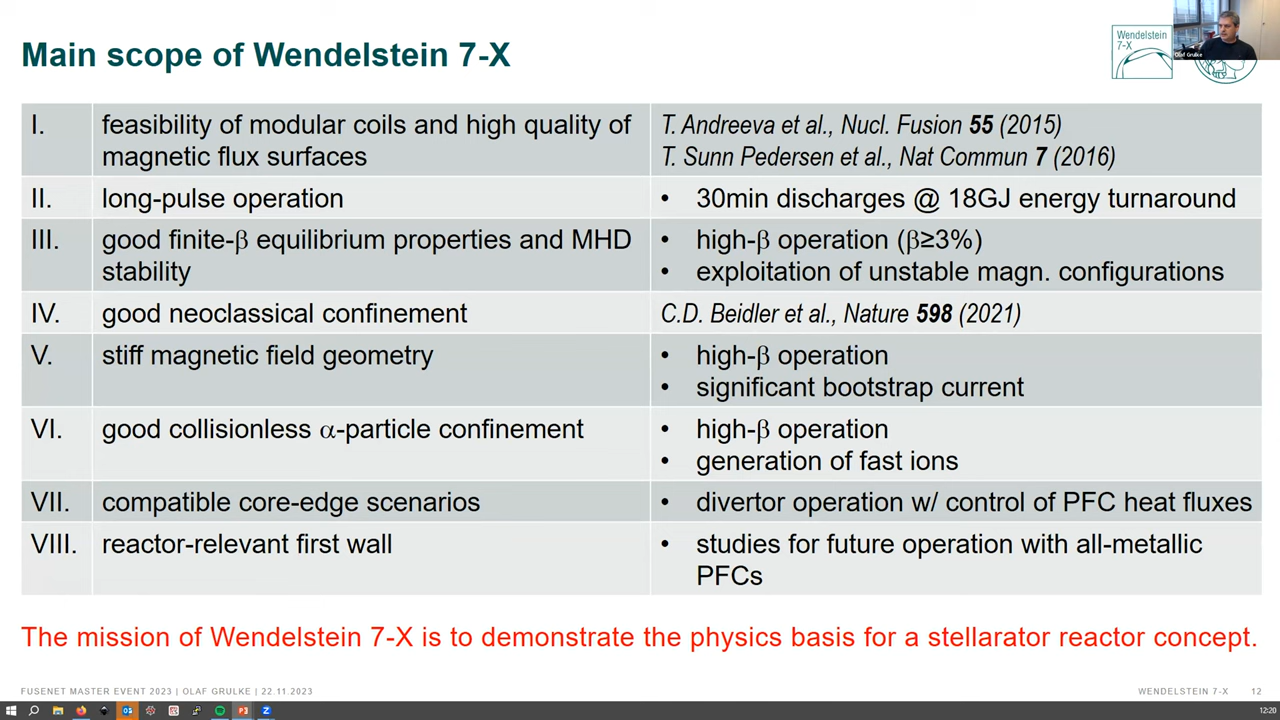 Main scope of Wendelstein 7-X
Wendelstein
7-X
Olaf Grulke
I. feasibility of modular coils and high quality of
magnetic flux surfaces
T. Andreeva et al., Nucl. Fusion 55 (2015)
T. Sunn Pedersen et al., Nat Commun 7 (2016)
II. long-pulse operation
• 30min discharges @ 18GJ energy turnaround
III. good finite-β equilibrium properties and MHD
stability
• high-β operation (β≥3%)
• exploitation of unstable magn. configurations
IV. good neoclassical confinement
C.D. Beidler et al., Nature 598 (2021)
V. stiff magnetic field geometry
• high-β operation
• significant bootstrap current
VI. good collisionless α-particle confinement
• high-β operation
• generation of fast ions
VII. compatible core-edge scenarios
• divertor operation w/ control of PFC heat fluxes
VIII. reactor-relevant first wall
• studies for future operation with all-metallic
PFCs
The mission of Wendelstein 7-X is to demonstrate the physics basis for a stellarator reactor concept.
FUSENET MASTER EVENT 2023 | OLAF GRULKE | 22.11.2023
WENDELSTEIN 7-X 12
12:20